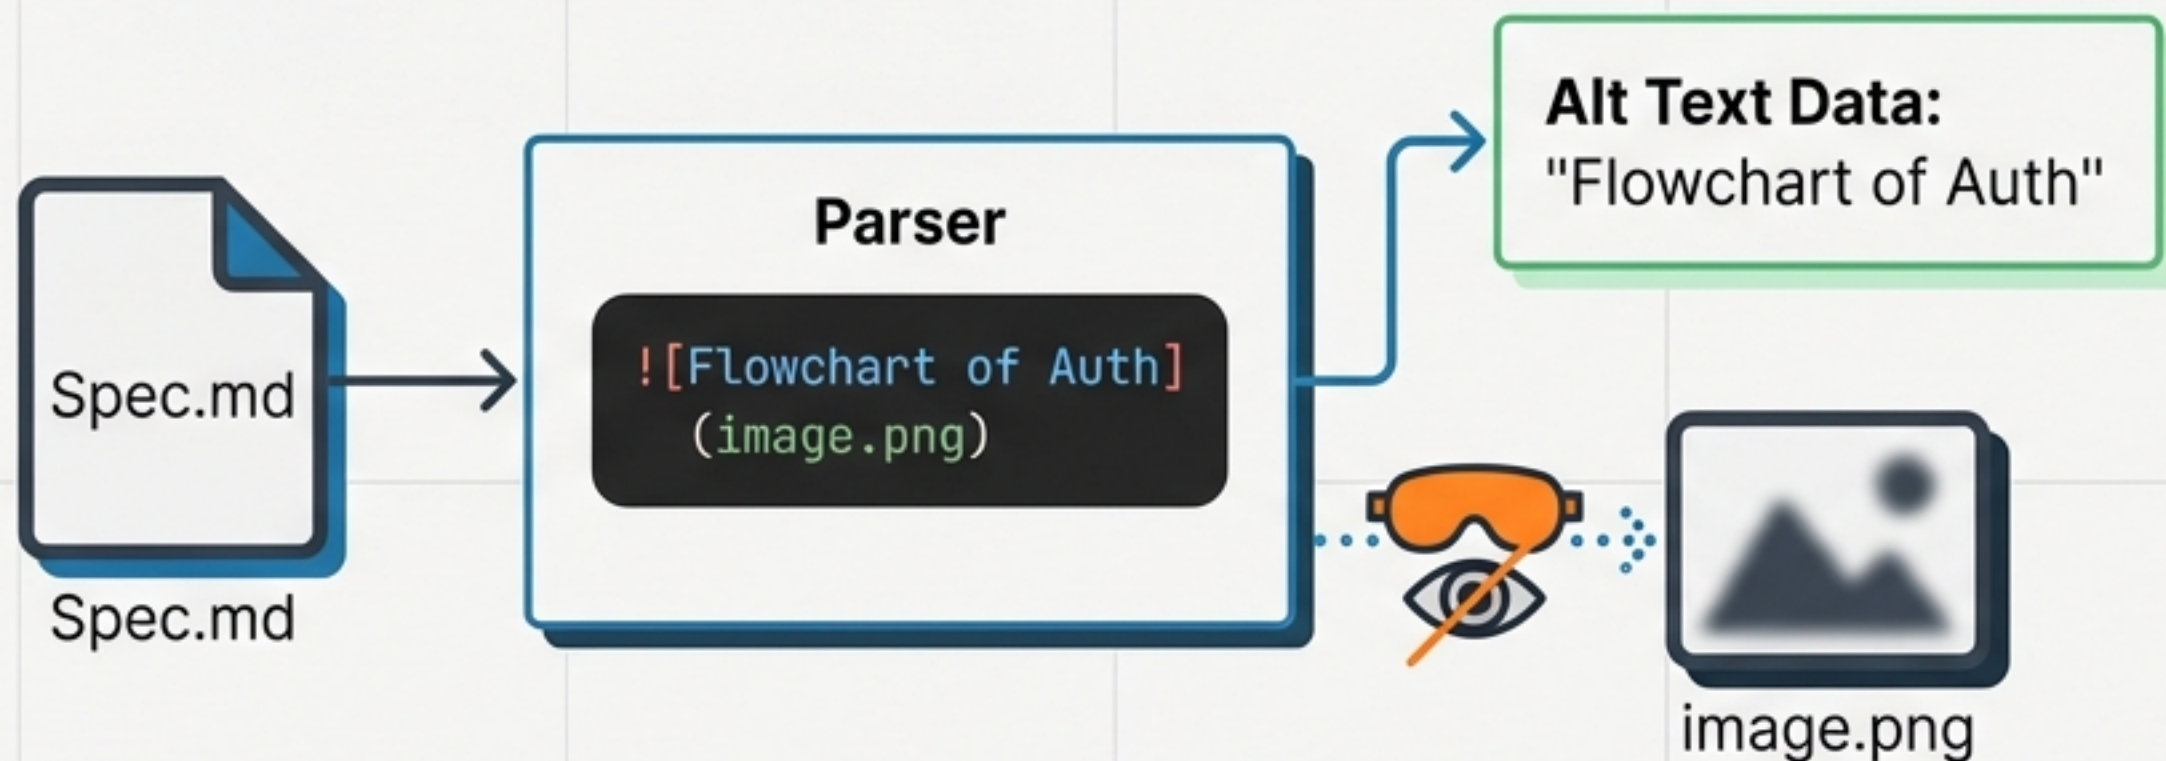 Spec.md
Spec.md
Parser
![Flowchart of Auth]
(image.png)
Alt Text Data:
"Flowchart of Auth"
image.png